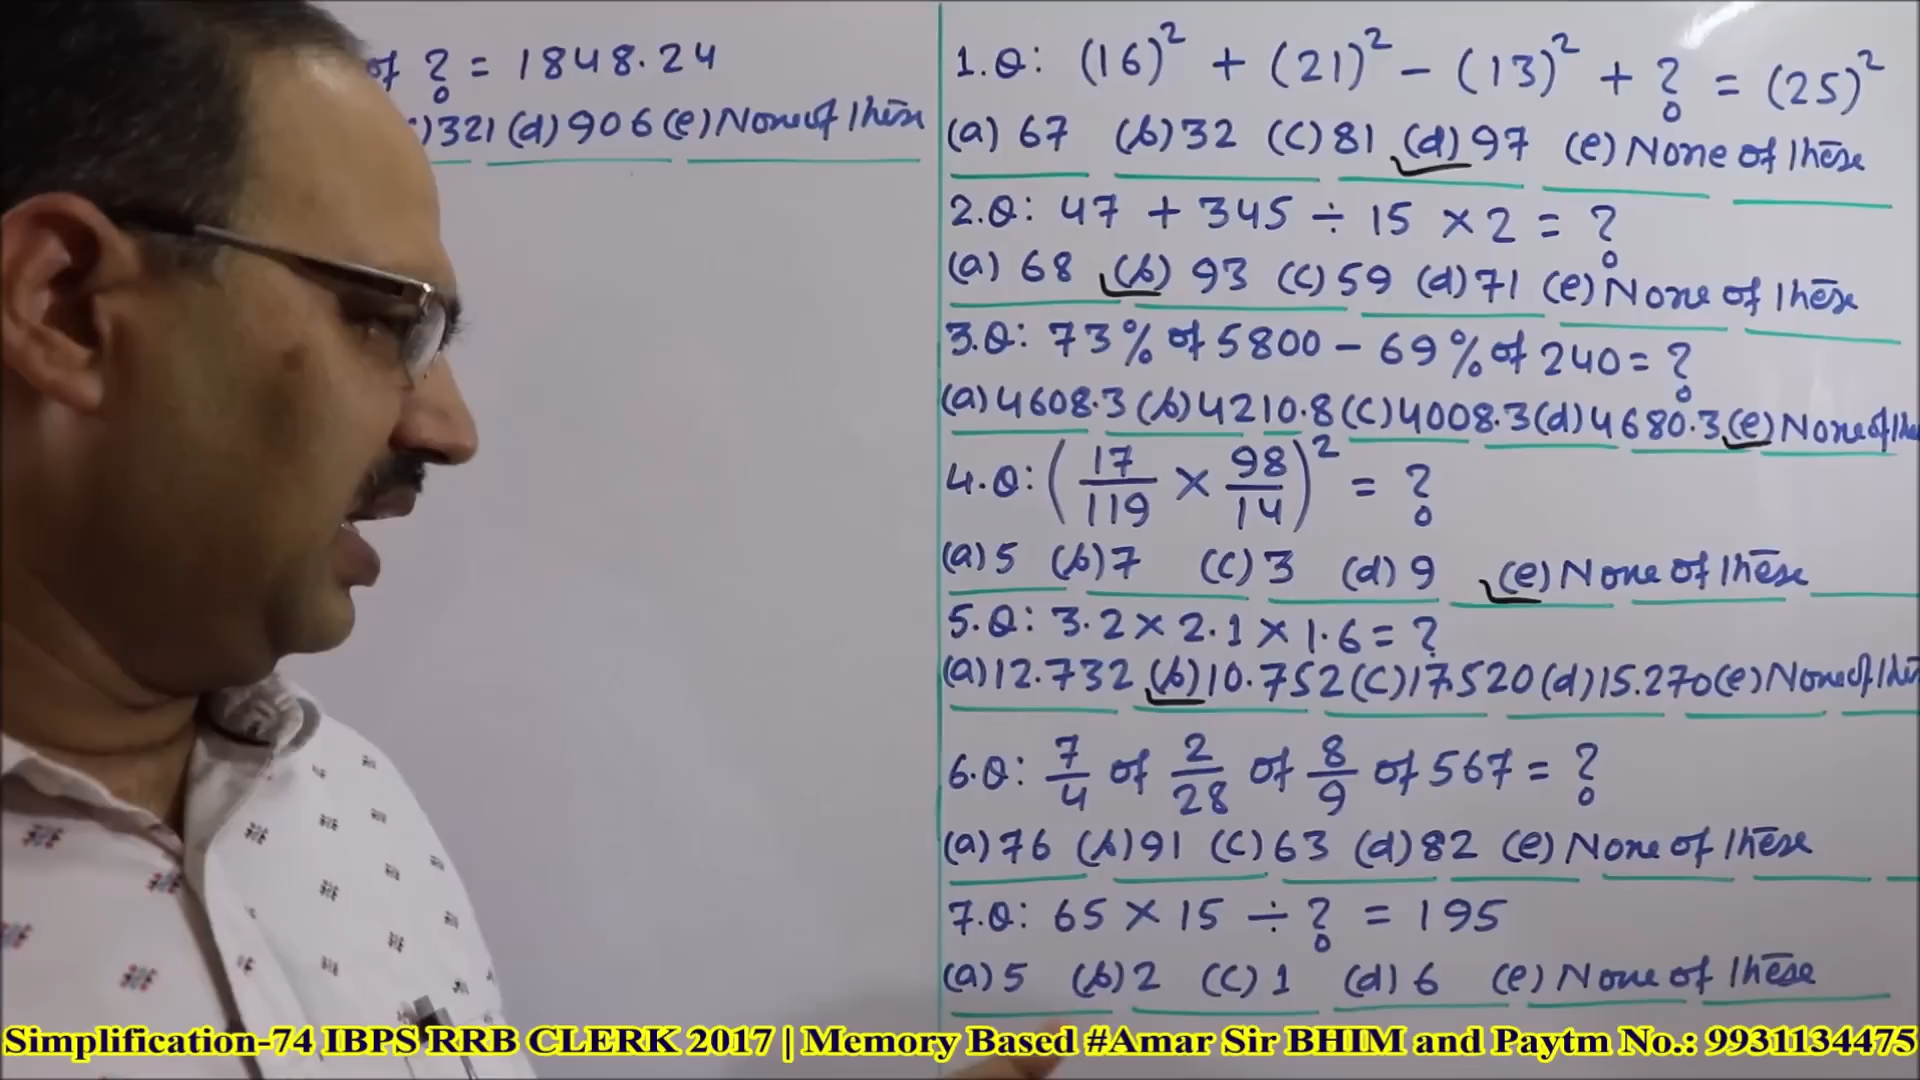 of ? = 1848.24
)321 (d) 906 (e) None of these
1.Q: (16)² + (21)² - (13)² + ? = (25)²
(a) 67 (b) 32 (c) 81 (d) 97 (e) None of these
2.Q: 47 + 345 ÷ 15 × 2 = ?
(a) 68 (b) 93 (c) 59 (d) 71 (e) None of these
3.Q: 73% of 5800 - 69% of 240 = ?
(a) 4608.3 (b) 4210.8 (c) 4008.3 (d) 4680.3 (e) None of the
4.Q: (17/119 × 98/14)² = ?
(a) 5 (b) 7 (c) 3 (d) 9 (e) None of these
5.Q: 3.2 × 2.1 × 1.6 = ?
(a) 12.732 (b) 10.752 (c) 17.520 (d) 15.270 (e) None of the
6.Q: 7/4 of 2/28 of 8/9 of 567 = ?
(a) 76 (b) 91 (c) 63 (d) 82 (e) None of these
7.Q: 65 × 15 ÷ ? = 195
(a) 5 (b) 2 (c) 1 (d) 6 (e) None of these
Simplification-74 IBPS RRB CLERK 2017 | Memory Based #Amar Sir BHIM and Paytm No.: 9931134475